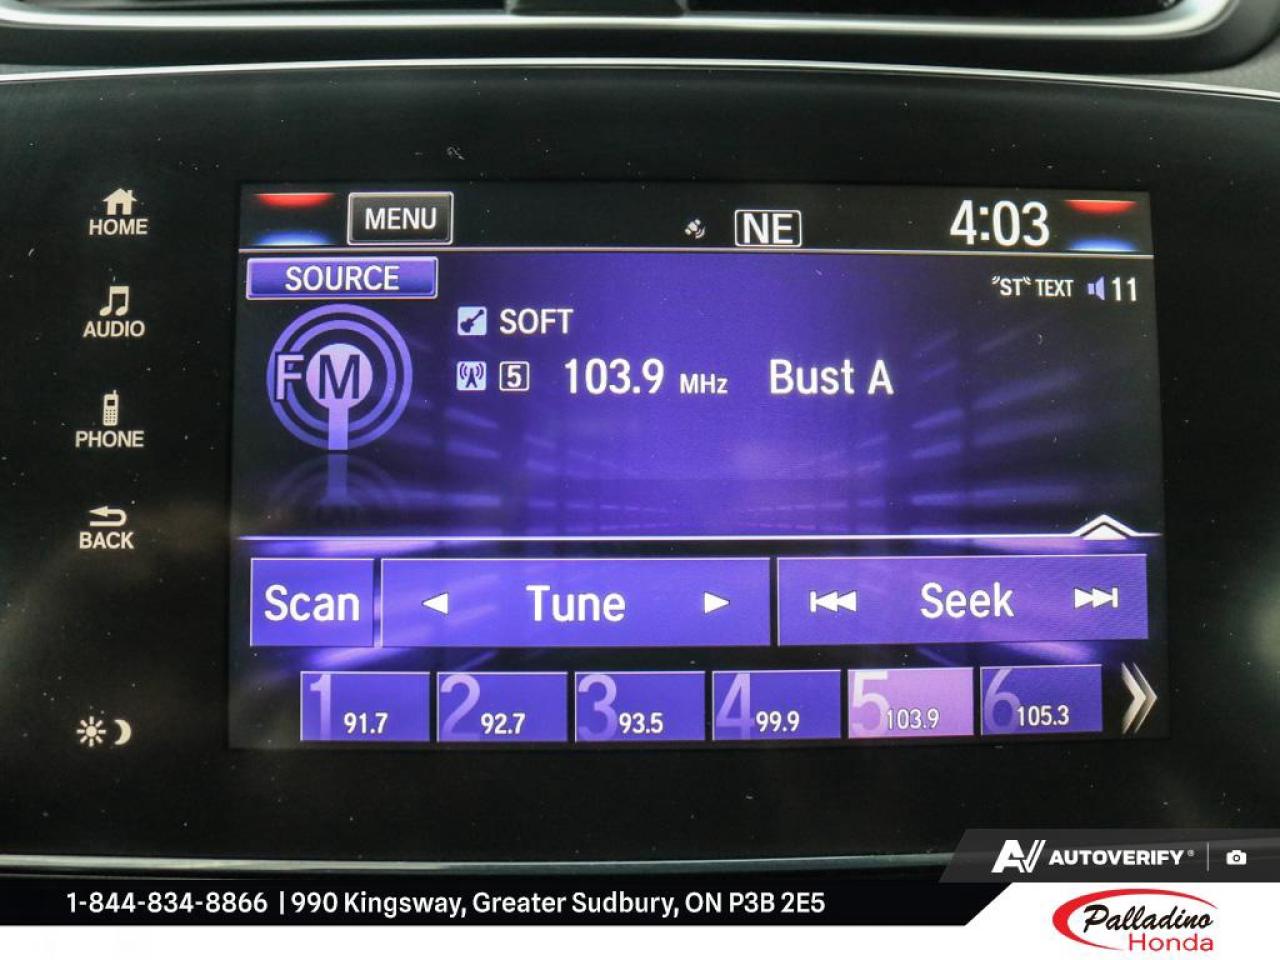 HOME
AUDIO
PHONE
BACK
MENU NE 4:03
SOURCE "ST" TEXT 11
FM
SOFT
5 103.9 MHz Bust A
Scan Tune Seek
1 91.7 2 92.7 3 93.5 4 99.9 5 103.9 6 105.3
AV AUTOVERIFY
1-844-834-8866 | 990 Kingsway, Greater Sudbury, ON P3B 2E5
Palladino
Honda